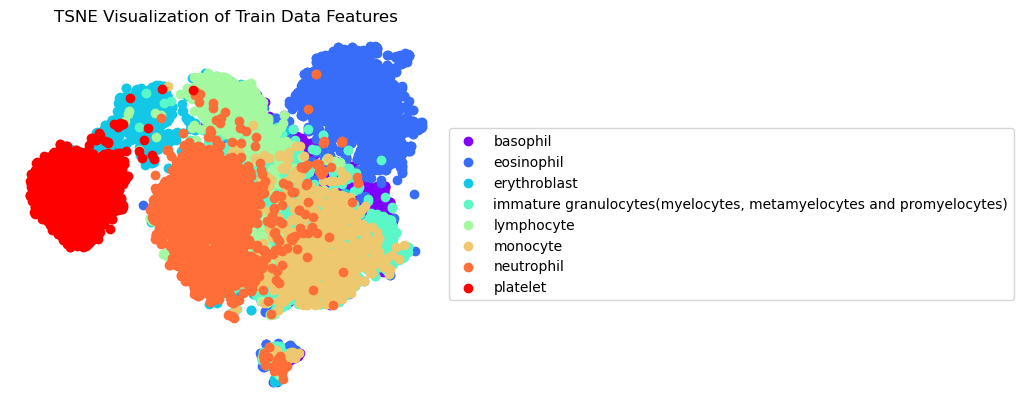 TSNE Visualization of Train Data Features
basophil
eosinophil
erythroblast
immature granulocytes(myelocytes, metamyelocytes and promyelocytes)
lymphocyte
monocyte
neutrophil
platelet